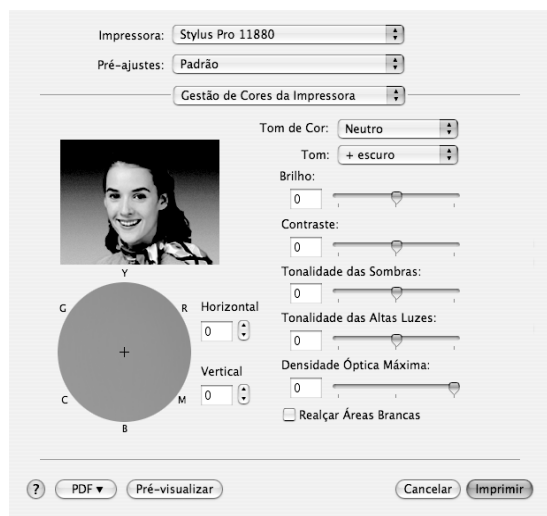 Impressora: Stylus Pro 11880
Pré-ajustes: Padrão
Gestão de Cores da Impressora
Tom de Cor: Neutro
Tom: + escuro
Brilho:
0
Contraste:
0
Tonalidade das Sombras:
0
Tonalidade das Altas Luzes:
0
Densidade Óptica Máxima:
0
Realçar Áreas Brancas
Y
G R
C M
B
Horizontal
0
Vertical
0
? PDF Pré-visualizar Cancelar Imprimir